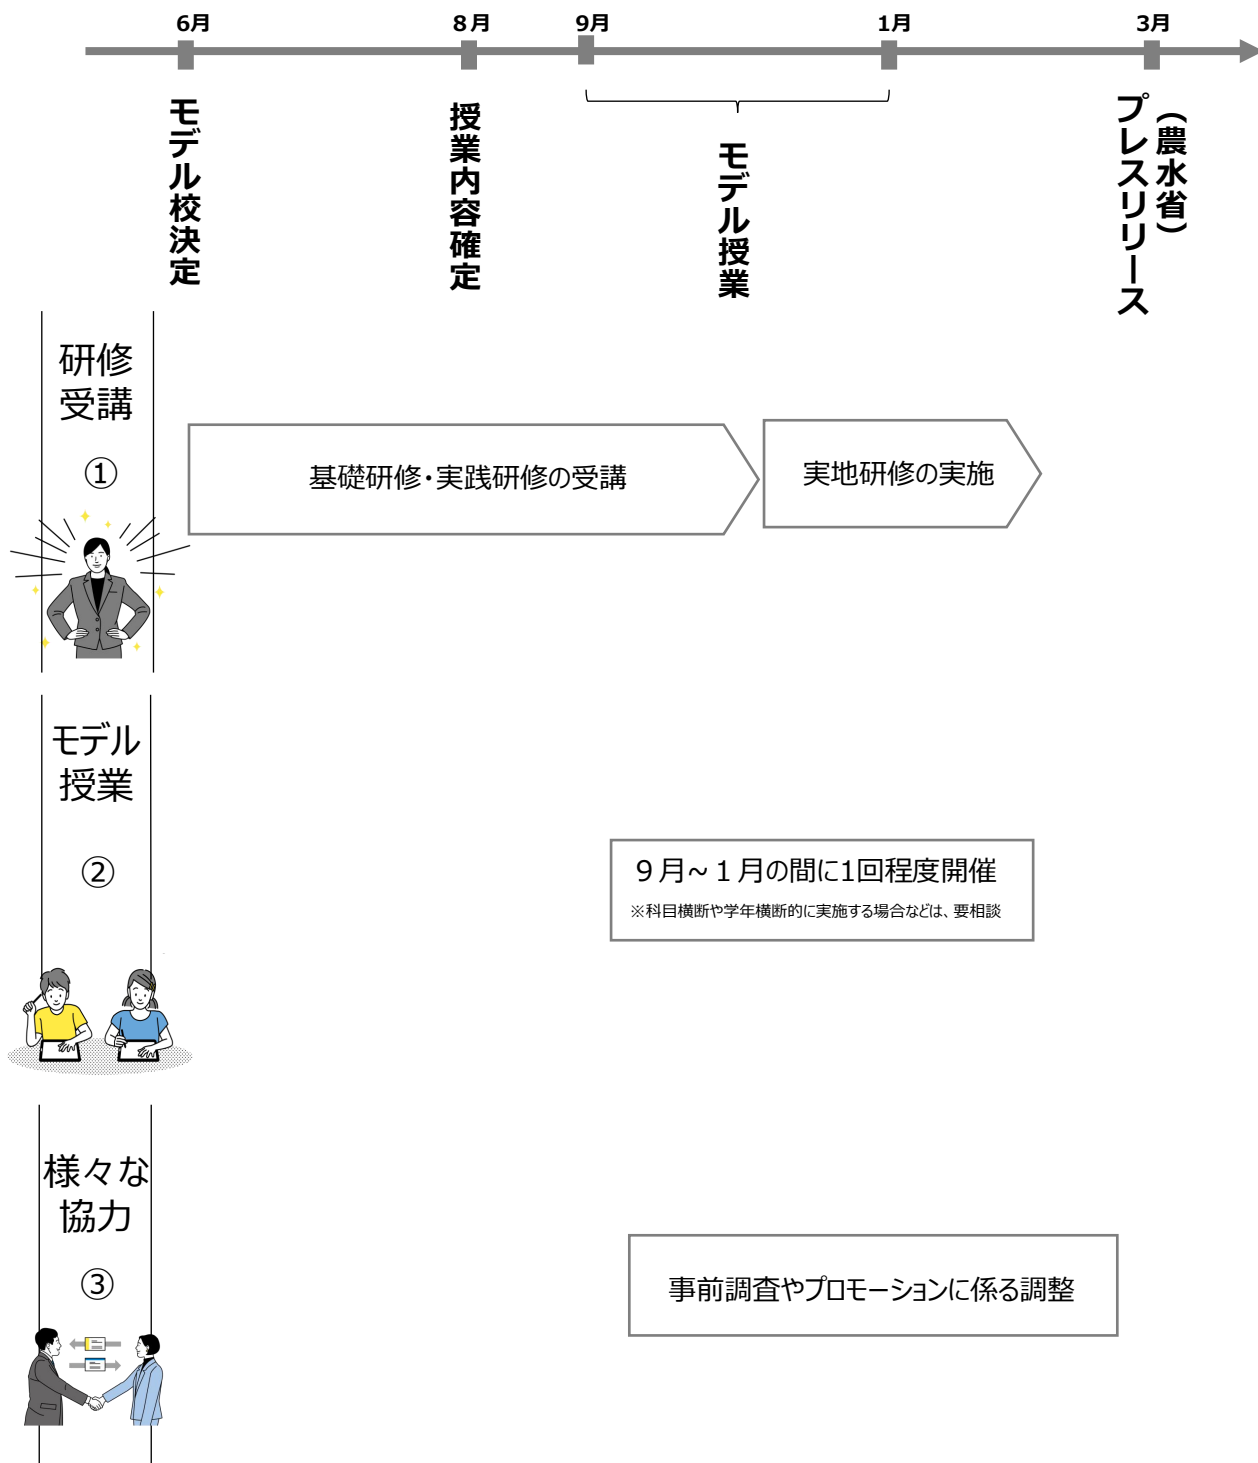 6月
8月
9月
1月
3月
モデル校決定
授業内容確定
モデル授業
（農水省）
プレスリリース
研修
受講
①
基礎研修・実践研修の受講
実地研修の実施
モデル
授業
②
９月~１月の間に1回程度開催
※科目横断や学年横断的に実施する場合などは、要相談
様々な
協力
③
事前調査やプロモーションに係る調整